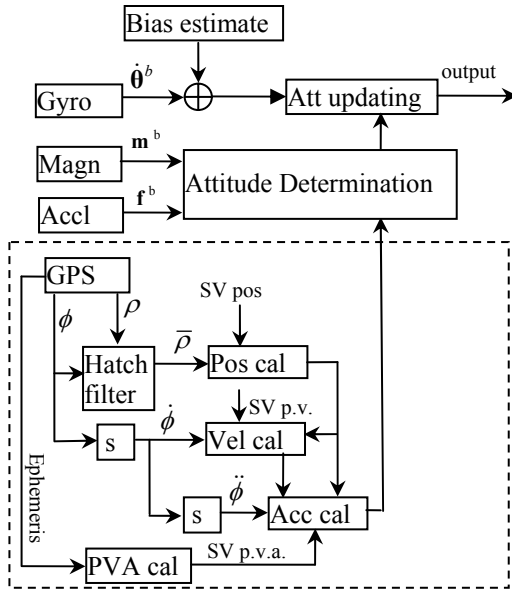 Bias estimate
θ̇ᵇ
output
Gyro
Att updating
mᵇ
Magn
Attitude Determination
fᵇ
Accl
GPS
SV pos
ϕ
ρ
ρ̅
Hatch
filter
Pos cal
SV p.v.
ϕ̇
s
Vel cal
Ephemeris
ϕ̈
s
Acc cal
SV p.v.a.
PVA cal